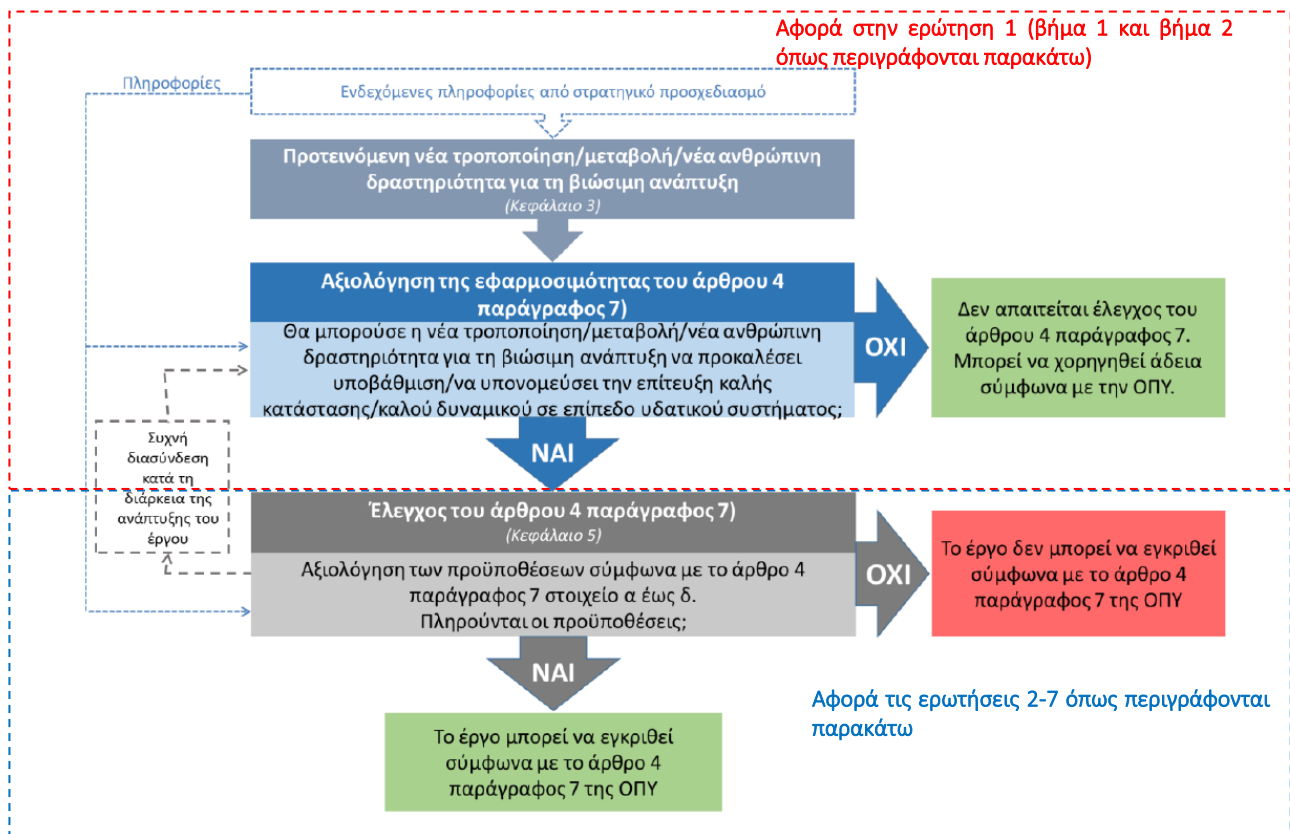 Αφορά στην ερώτηση 1 (βήμα 1 και βήμα 2
όπως περιγράφονται παρακάτω)
Πληροφορίες
Ενδεχόμενες πληροφορίες από στρατηγικό προσχεδιασμό
Προτεινόμενη νέα τροποποίηση/μεταβολή/νέα ανθρώπινη
δραστηριότητα για τη βιώσιμη ανάπτυξη
(Κεφάλαιο 3)
Αξιολόγηση της εφαρμοσιμότητας του άρθρου 4
παράγραφος 7)
Θα μπορούσε η νέα τροποποίηση/μεταβολή/νέα ανθρώπινη
δραστηριότητα για τη βιώσιμη ανάπτυξη να προκαλέσει
υποβάθμιση/να υπονομεύσει την επίτευξη καλής
κατάστασης/καλού δυναμικού σε επίπεδο υδατικού συστήματος;
ΟΧΙ
Δεν απαιτείται έλεγχος του
άρθρου 4 παράγραφος 7.
Μπορεί να χορηγηθεί άδεια
σύμφωνα με την ΟΠΥ.
ΝΑΙ
Συχνή
διασύνδεση
κατά τη
διάρκεια της
ανάπτυξης του
έργου
Έλεγχος του άρθρου 4 παράγραφος 7)
(Κεφάλαιο 5)
Αξιολόγηση των προϋποθέσεων σύμφωνα με το άρθρο 4
παράγραφος 7 στοιχείο α έως δ.
Πληρούνται οι προϋποθέσεις;
ΟΧΙ
Το έργο δεν μπορεί να εγκριθεί
σύμφωνα με το άρθρο 4
παράγραφος 7 της ΟΠΥ
ΝΑΙ
Αφορά τις ερωτήσεις 2-7 όπως περιγράφονται
παρακάτω
Το έργο μπορεί να εγκριθεί
σύμφωνα με το άρθρο 4
παράγραφος 7 της ΟΠΥ